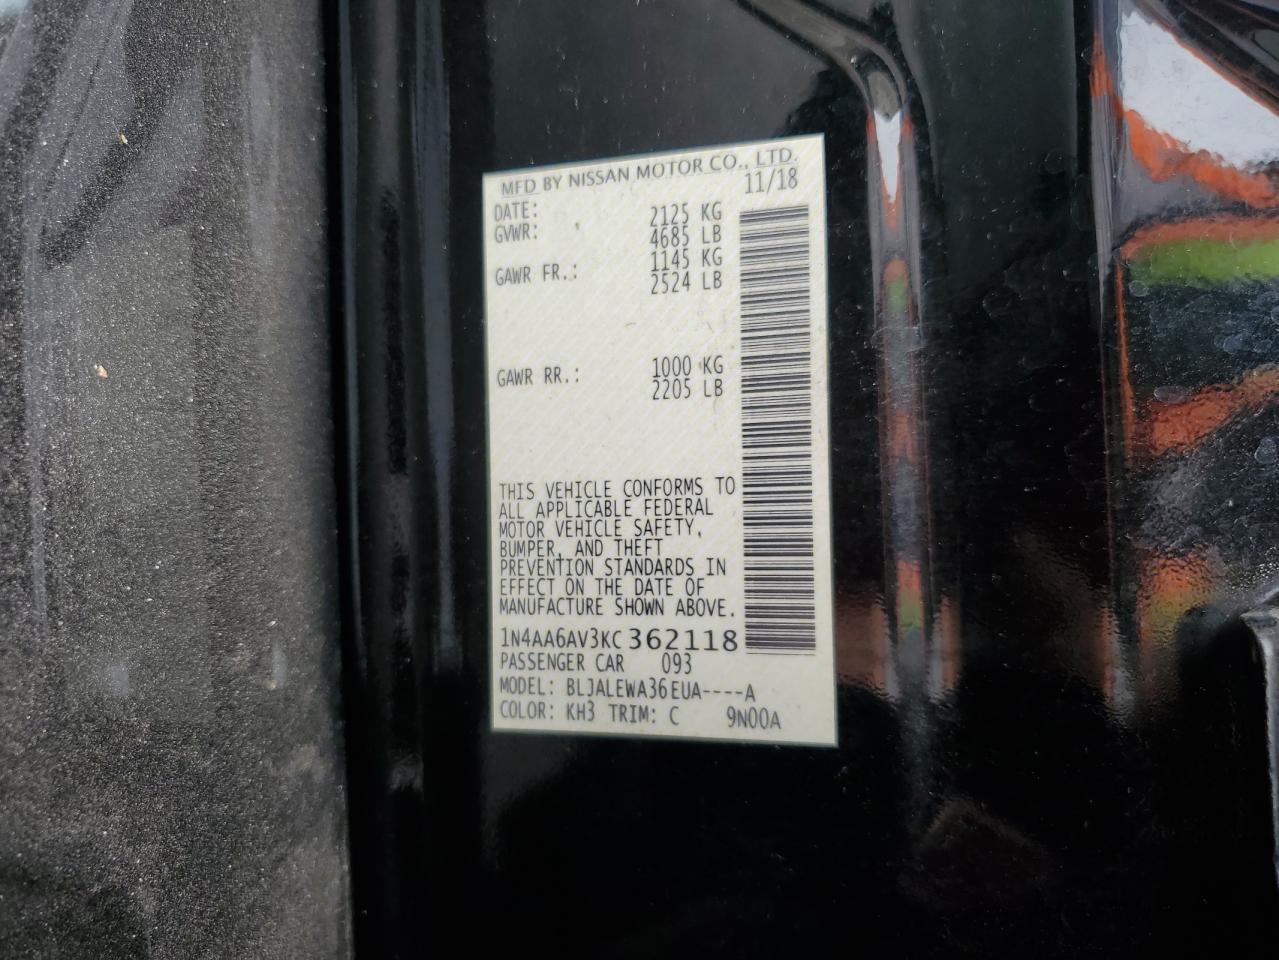 MFD BY NISSAN MOTOR CO., LTD.
DATE: 11/18
GVWR: 2125 KG
4685 LB
GAWR FR.: 1145 KG
2524 LB
GAWR RR.: 1000 KG
2205 LB
THIS VEHICLE CONFORMS TO
ALL APPLICABLE FEDERAL
MOTOR VEHICLE SAFETY,
BUMPER, AND THEFT
PREVENTION STANDARDS IN
EFFECT ON THE DATE OF
MANUFACTURE SHOWN ABOVE.
1N4AA6AV3KC362118
PASSENGER CAR 093
MODEL: BLJALEWA36EUA----A
COLOR: KH3 TRIM: C 9N00A